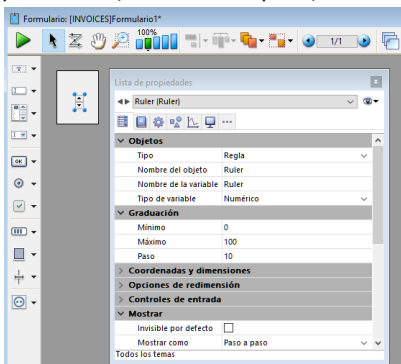 Formulario: [INVOICES]Formulario1*
100%
1/1
Lista de propiedades
Ruler (Ruler)
Objetos
Tipo Regla
Nombre del objeto Ruler
Nombre de la variable Ruler
Tipo de variable Numérico
Graduación
Mínimo 0
Máximo 100
Paso 10
Coordenadas y dimensiones
Opciones de redimensión
Controles de entrada
Mostrar
Invisible por defecto
Mostrar como Paso a paso
Todos los temas
OK